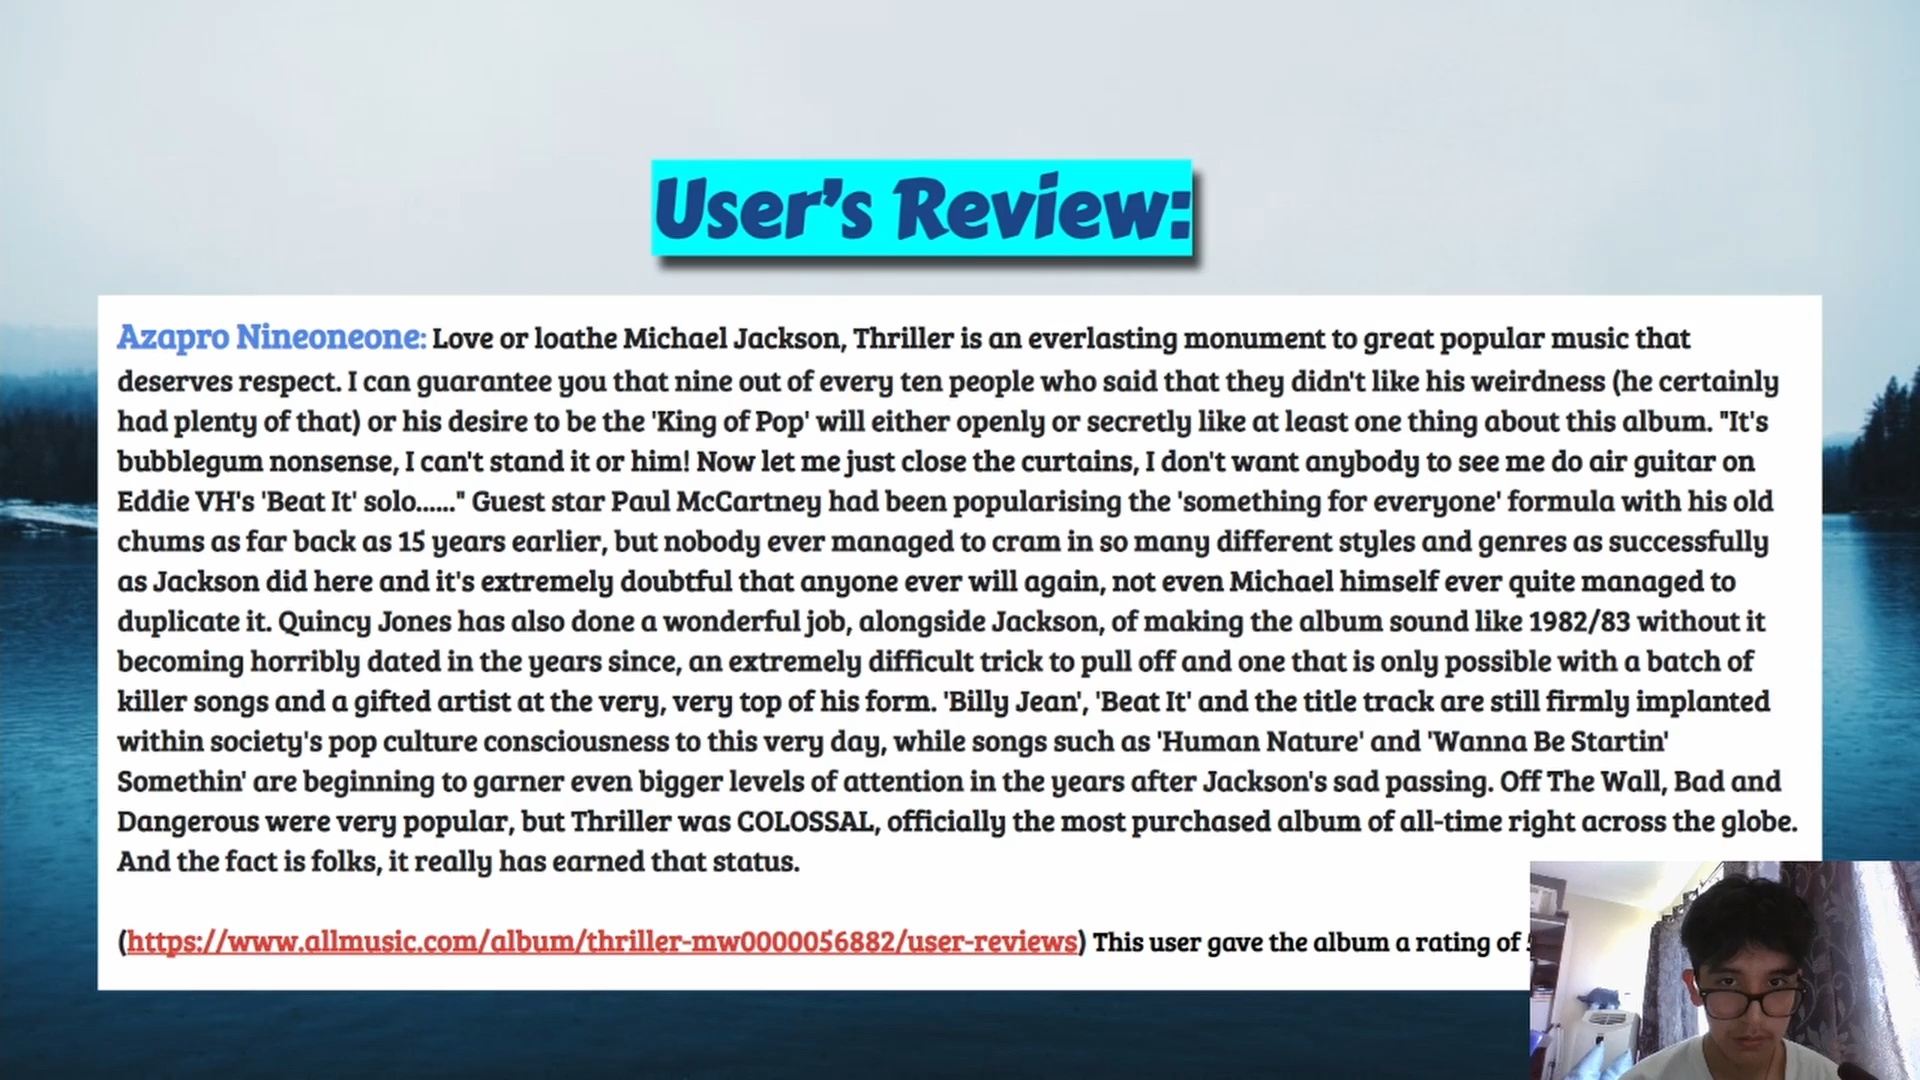 User's Review:
Azapro Nineoneone: Love or loathe Michael Jackson, Thriller is an everlasting monument to great popular music that
deserves respect. I can guarantee you that nine out of every ten people who said that they didn't like his weirdness (he certainly
had plenty of that) or his desire to be the 'King of Pop' will either openly or secretly like at least one thing about this album. "It's
bubblegum nonsense, I can't stand it or him! Now let me just close the curtains, I don't want anybody to see me do air guitar on
Eddie VH's 'Beat It' solo......" Guest star Paul McCartney had been popularising the 'something for everyone' formula with his old
chums as far back as 15 years earlier, but nobody ever managed to cram in so many different styles and genres as successfully
as Jackson did here and it's extremely doubtful that anyone ever will again, not even Michael himself ever quite managed to
duplicate it. Quincy Jones has also done a wonderful job, alongside Jackson, of making the album sound like 1982/83 without it
becoming horribly dated in the years since, an extremely difficult trick to pull off and one that is only possible with a batch of
killer songs and a gifted artist at the very, very top of his form. 'Billy Jean', 'Beat It' and the title track are still firmly implanted
within society's pop culture consciousness to this very day, while songs such as 'Human Nature' and 'Wanna Be Startin'
Somethin' are beginning to garner even bigger levels of attention in the years after Jackson's sad passing. Off The Wall, Bad and
Dangerous were very popular, but Thriller was COLOSSAL, officially the most purchased album of all-time right across the globe.
And the fact is folks, it really has earned that status.
(https://www.allmusic.com/album/thriller-mw0000056882/user-reviews) This user gave the album a rating of